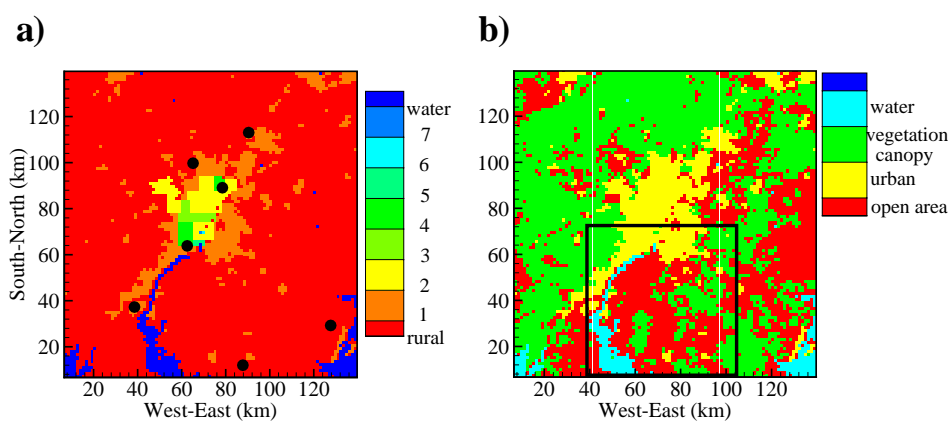 a)
b)
120
100
80
60
40
20
South-North (km)
20 40 60 80 100 120
West-East (km)
water
7
6
5
4
3
2
1
rural
120
100
80
60
40
20
20 40 60 80 100 120
West-East (km)
water
vegetation
canopy
urban
open area